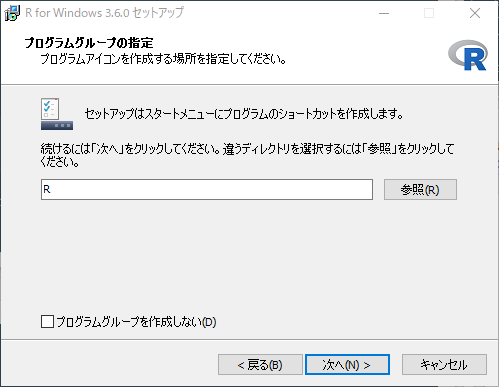 R for Windows 3.6.0 セットアップ
プログラムグループの指定
プログラムアイコンを作成する場所を指定してください。
R
セットアップはスタートメニューにプログラムのショートカットを作成します。
続けるには「次へ」をクリックしてください。違うディレクトリを選択するには「参照」をクリックして
ください。
R
参照(R)
プログラムグループを作成しない(D)
< 戻る(B)
次へ(N) >
キャンセル